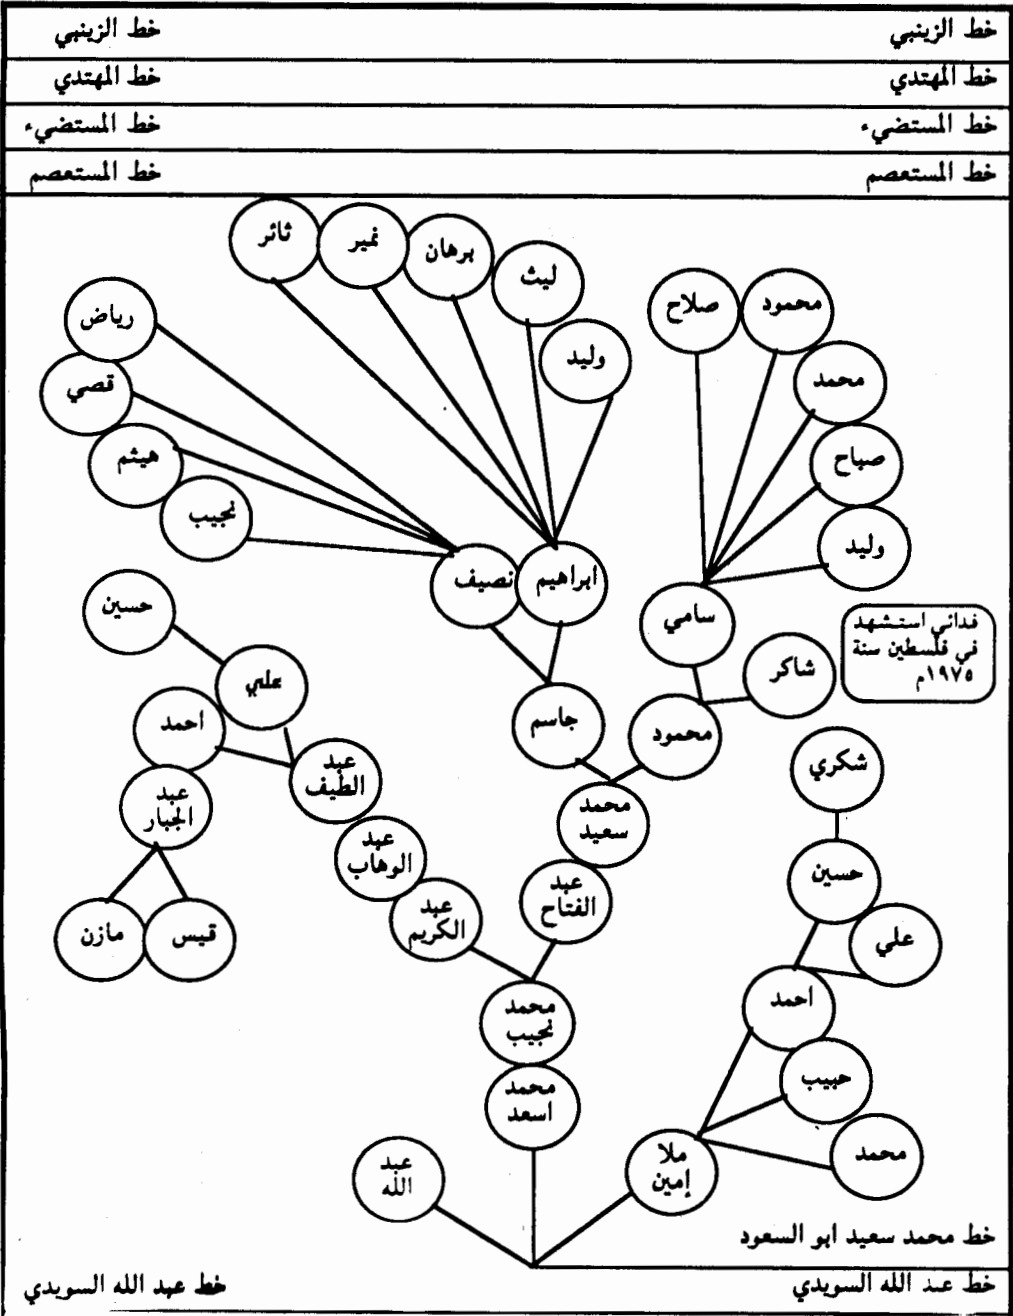 خط الزينبي
خط الزينبي
خط المهتدي
خط المهتدي
خط المستضيء
خط المستضيء
خط المستعصم
خط المستعصم
ثائر
نمير
برهان
ليث
وليد
صلاح
محمود
محمد
صباح
وليد
رياض
قصي
هيثم
نجيب
نصيف
ابراهيم
سامي
فدائي استشهد
في فلسطين سنة
١٩٧٥م
شاكر
حسين
علي
احمد
عبد
الجبار
مازن
قيس
عبد
الطيف
عبد
الوهاب
عبد
الكريم
جاسم
محمود
محمد
سعيد
عبد
الفتاح
شكري
حسين
علي
احمد
حبيب
محمد
محمد
نجيب
محمد
اسعد
عبد
الله
ملا
إمين
خط محمد سعيد ابو السعود
خط عبد الله السويدي
خط عبد الله السويدي